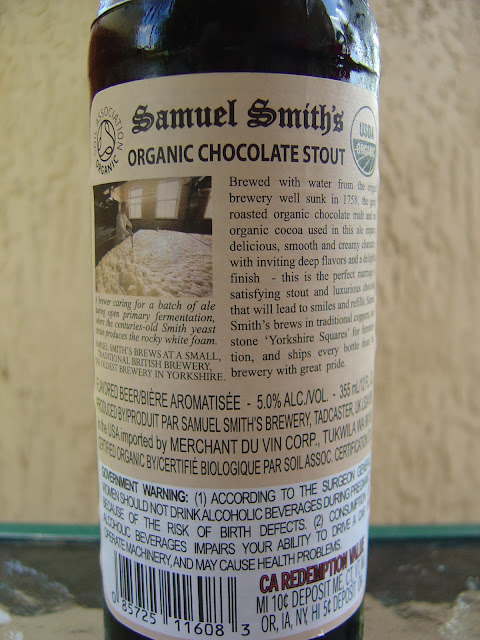 SOIL ASSOCIATION
ORGANIC
Samuel Smith's
USDA
ORGANIC
ORGANIC CHOCOLATE STOUT
Brewed with water from the
brewery well sunk in 1758, the
roasted organic chocolate malt and
organic cocoa used in this ale
delicious, smooth and creamy
with inviting deep flavors and a
finish - this is the perfect
satisfying stout and luxurious
that will lead to smiles and refills.
Smith's brews in traditional coppers,
stone 'Yorkshire Squares' for
tion, and ships every bottle
brewery with great pride.
A brewer caring for a batch of ale
during open primary fermentation,
where the centuries-old Smith yeast
strain produces the rocky white foam.
SAMUEL SMITH'S BREWS AT A SMALL,
TRADITIONAL BRITISH BREWERY,
OLDEST BREWERY IN YORKSHIRE.
FLAVORED BEER/BIÈRE AROMATISÉE - 5.0% ALC./VOL. - 355 mL/12
PRODUCED BY/PRODUIT PAR SAMUEL SMITH'S BREWERY, TADCASTER, UK
in the USA imported by MERCHANT DU VIN CORP., TUKWILA WA
CERTIFIED ORGANIC BY/CERTIFIÉ BIOLOGIQUE PAR SOIL ASSOC. CERTIFICATION
GOVERNMENT WARNING: (1) ACCORDING TO THE SURGEON
WOMEN SHOULD NOT DRINK ALCOHOLIC BEVERAGES DURING
BECAUSE OF THE RISK OF BIRTH DEFECTS. (2) CONSUMPTION
ALCOHOLIC BEVERAGES IMPAIRS YOUR ABILITY TO DRIVE A
OPERATE MACHINERY, AND MAY CAUSE HEALTH PROBLEMS.
CA REDEMPTION VALUE
MI 10¢ DEPOSIT ME,
OR, IA, NY, HI 5¢ DEPOSIT
0 85725 11608 3